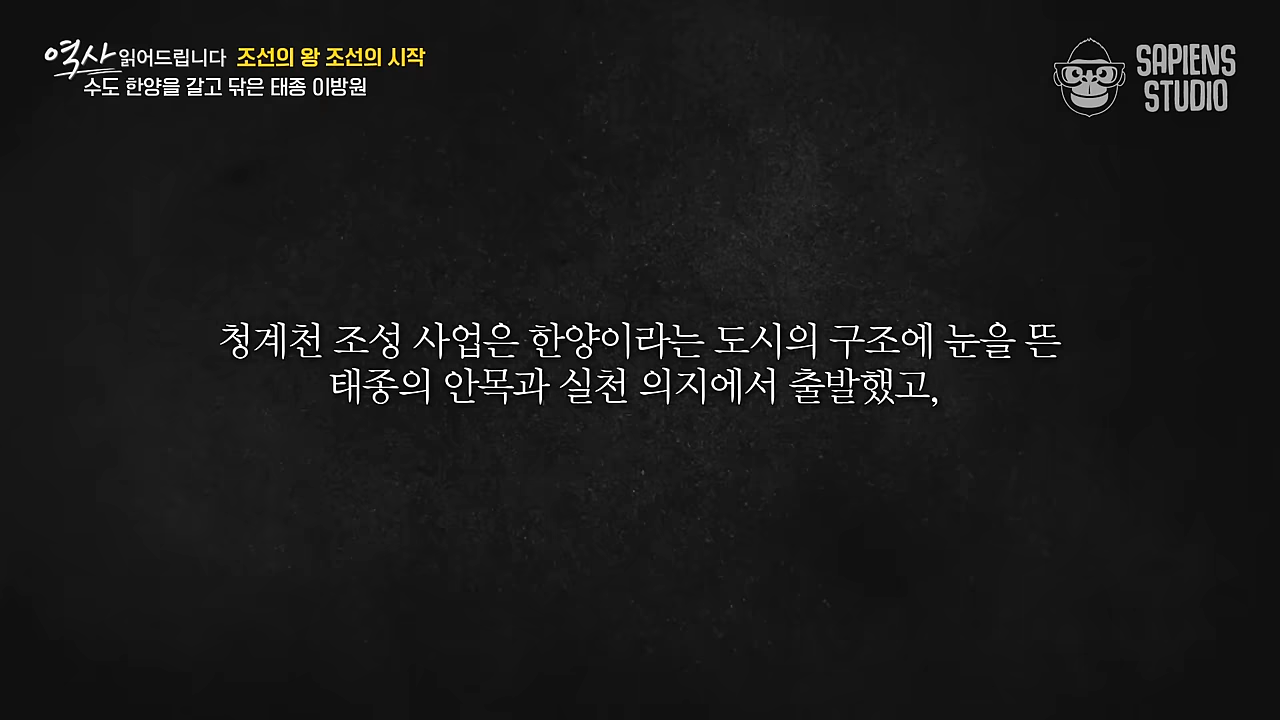 역사 읽어드립니다 조선의 왕 조선의 시작
수도 한양을 갈고 닦은 태종 이방원
SAPIENS
STUDIO
청계천 조성 사업은 한양이라는 도시의 구조에 눈을 뜬
태종의 안목과 실천 의지에서 출발했고,